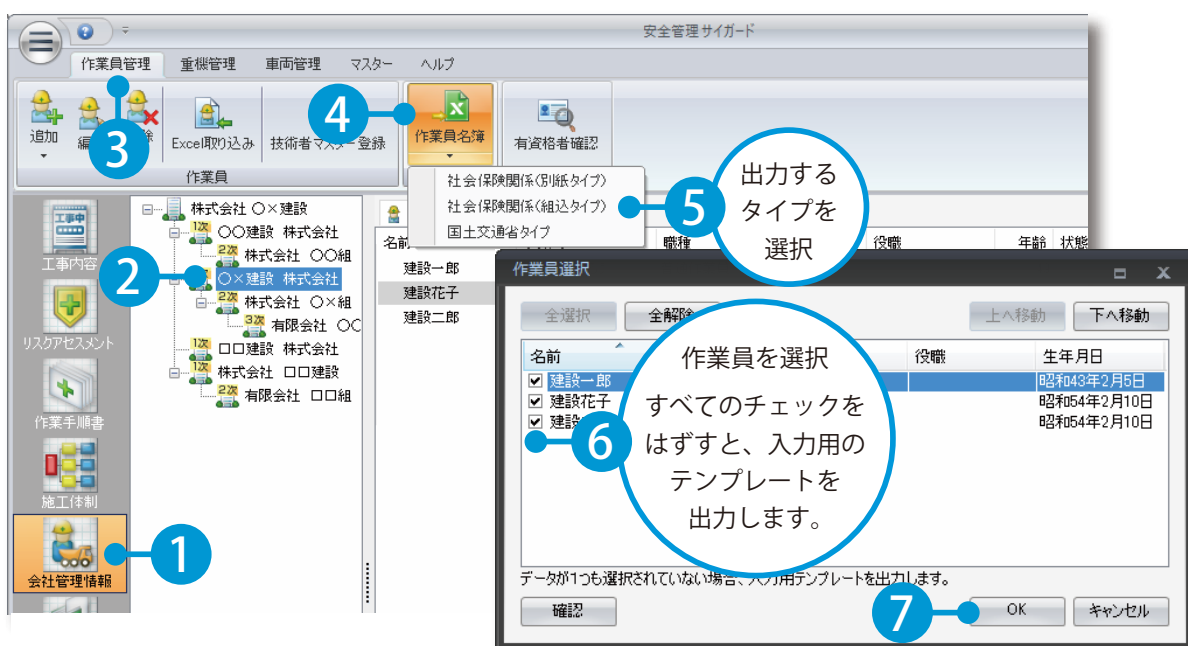 安全管理 サイガード
作業員管理 重機管理 車両管理 マスター ヘルプ
追加
Excel取り込み
技術者マスター登録
作業員名簿
有資格者確認
作業員
3
4
社会保険関係(別紙タイプ)
社会保険関係(組込タイプ)
国土交通省タイプ
5
出力する
タイプを
選択
工事中
工事内容
リスクアセスメント
作業手順書
施工体制
会社管理情報
1
2
株式会社 〇×建設
1次 〇〇建設 株式会社
2次 株式会社 〇〇組
〇×建設 株式会社
2次 株式会社 〇×組
3次 有限会社 〇〇
1次 口口建設 株式会社
1次 株式会社 口口建設
2次 有限会社 口口組
名前 職種 役職 年齢 状態
建設一郎
建設花子
建設二郎
作業員選択
全選択 全解除 上へ移動 下へ移動
名前 役職 生年月日
建設一郎 昭和43年2月5日
建設花子 昭和54年2月10日
建設 昭和54年2月10日
6
作業員を選択
すべてのチェックを
はずすと、入力用の
テンプレートを
出力します。
データが1つも選択されていない場合、入力用テンプレートを出力します。
確認 OK キャンセル
7